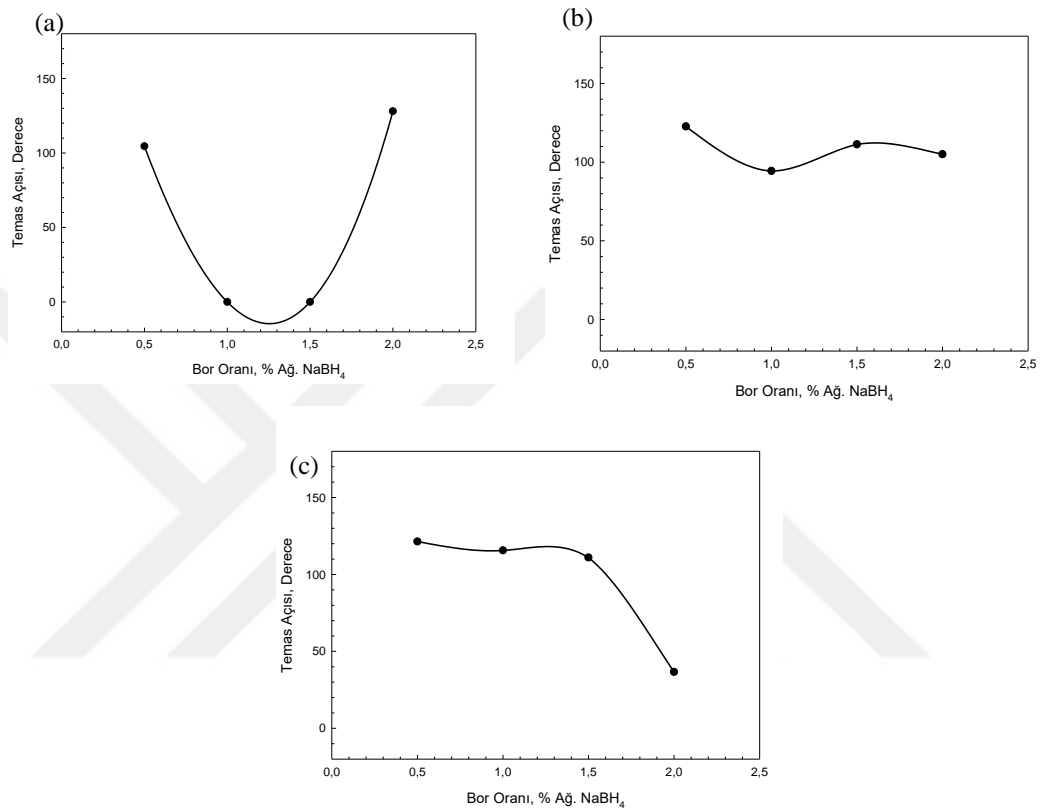 (a)
150
100
50
0
Temas Açısı, Derece
0,0 0,5 1,0 1,5 2,0 2,5
Bor Oranı, % Ağ. NaBH4
(b)
150
100
50
0
Temas Açısı, Derece
0,0 0,5 1,0 1,5 2,0 2,5
Bor Oranı, % Ağ. NaBH4
(c)
150
100
50
0
Temas Açısı, Derece
0,0 0,5 1,0 1,5 2,0 2,5
Bor Oranı, % Ağ. NaBH4